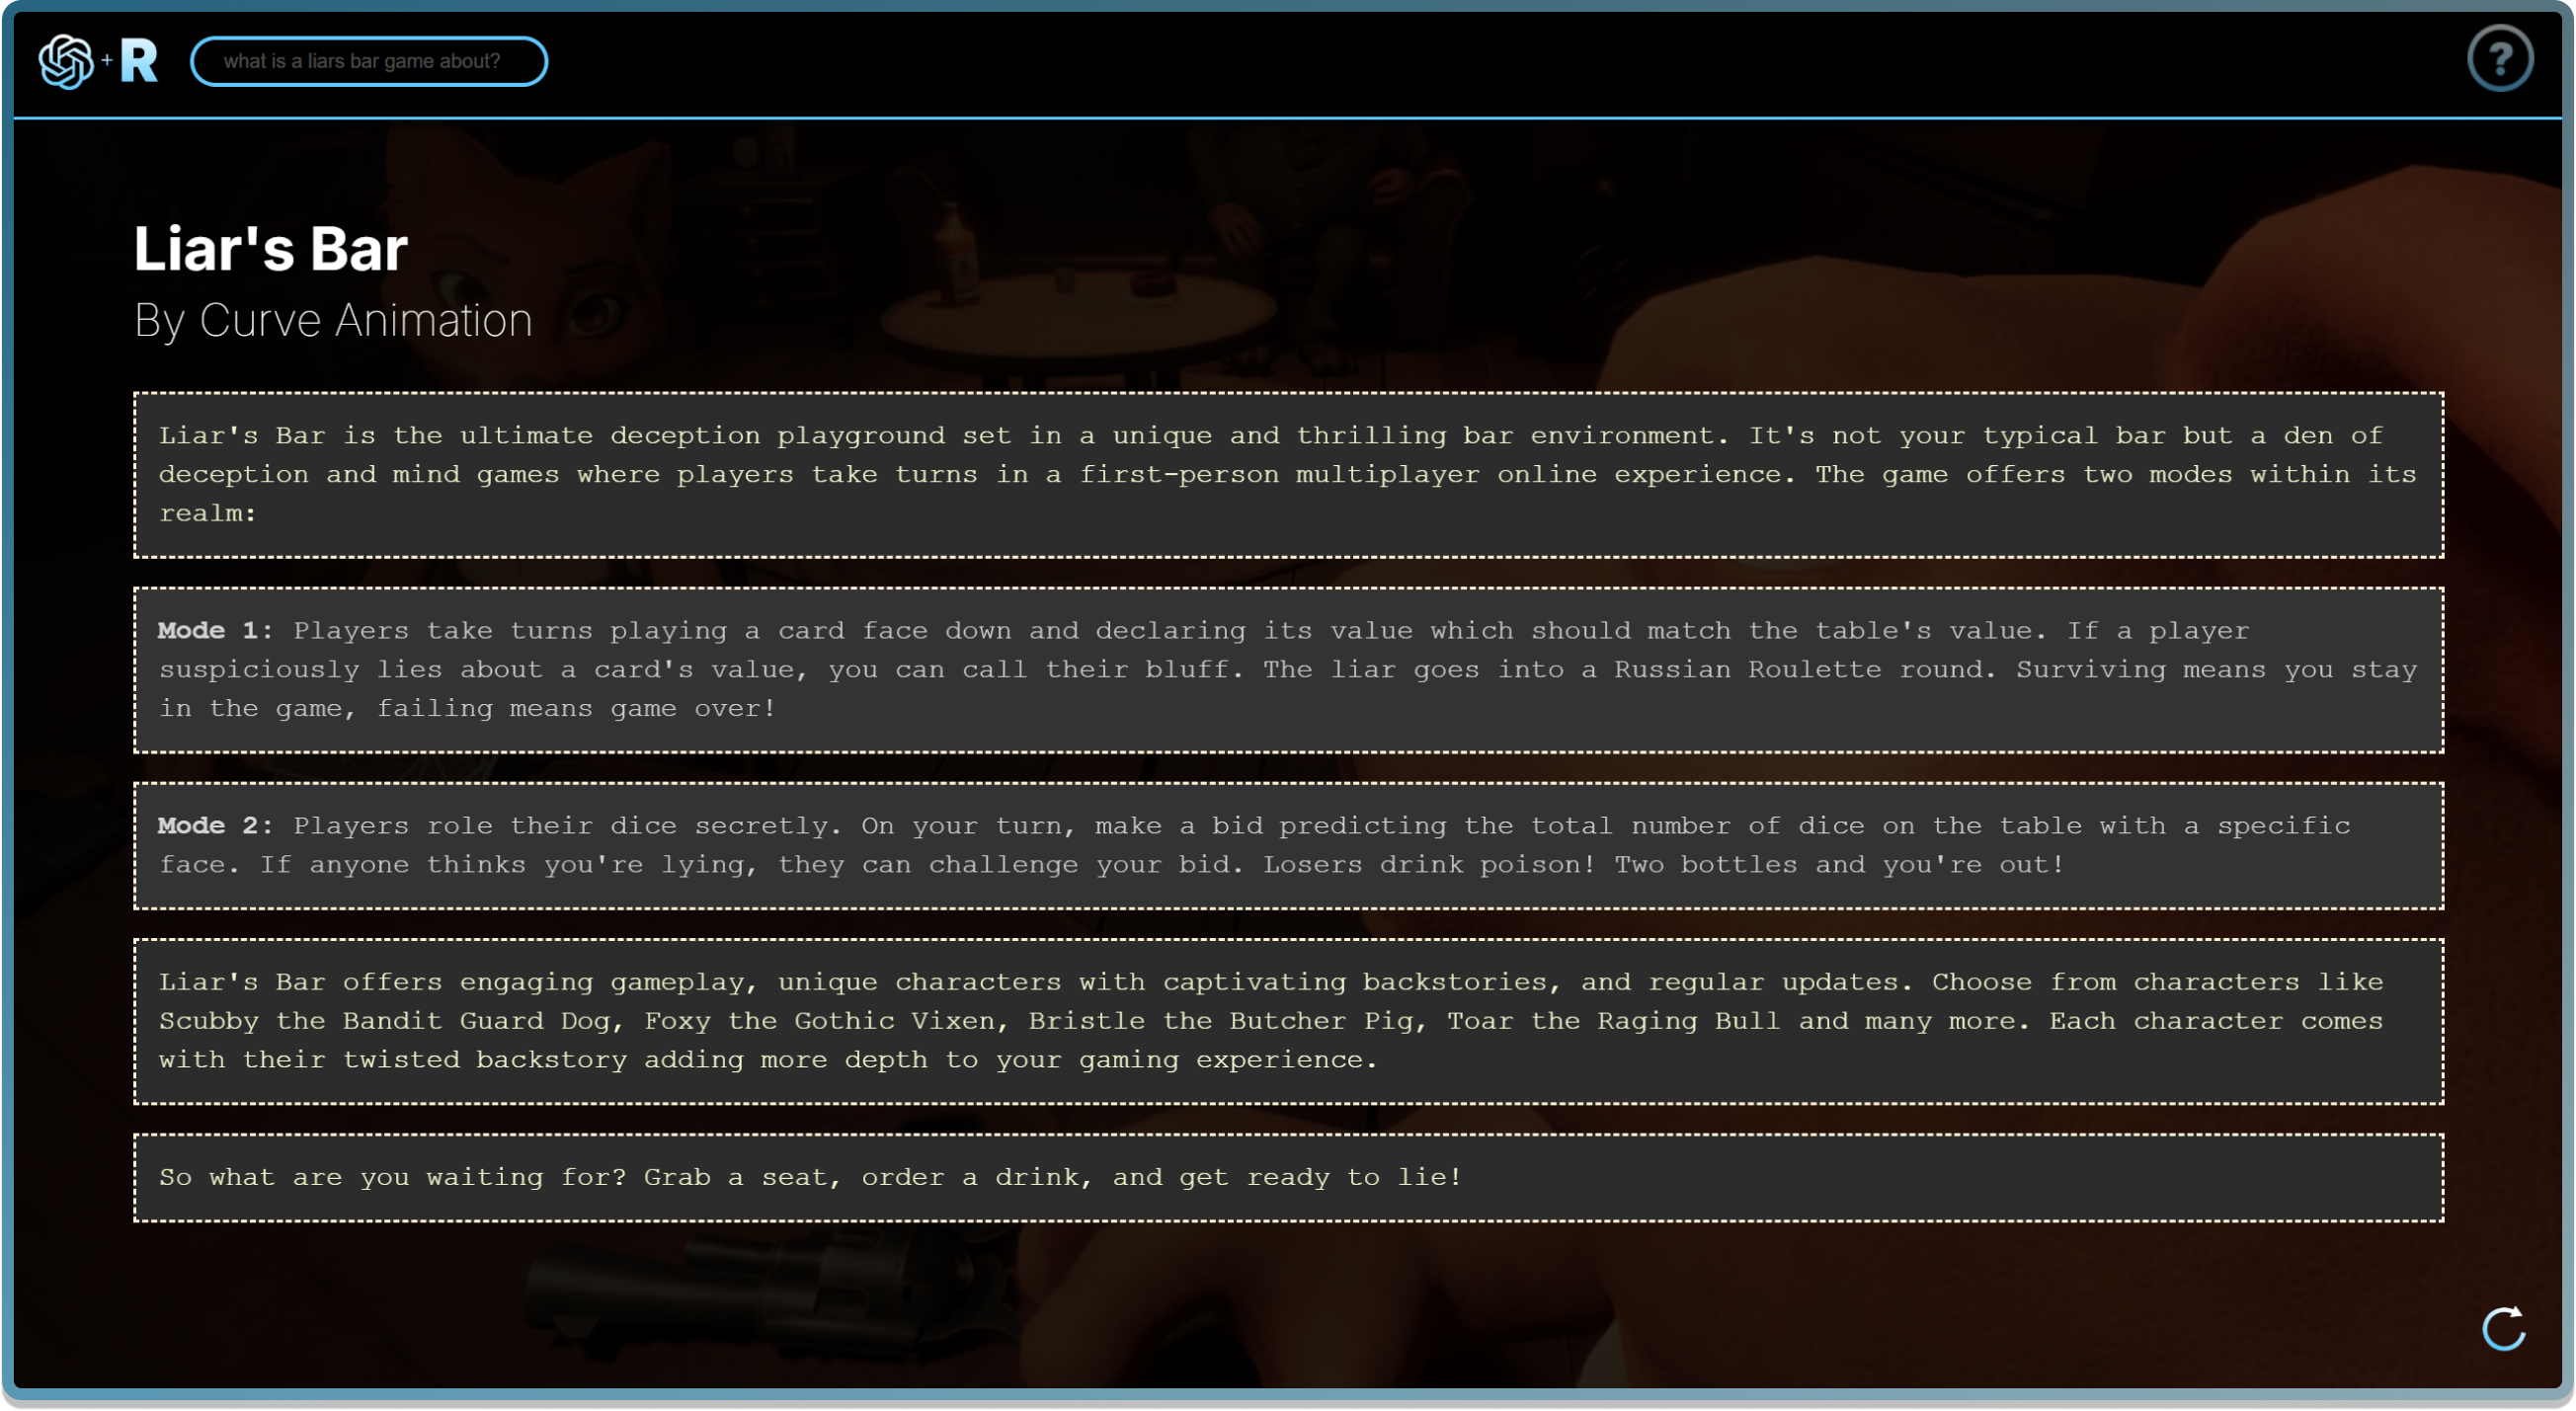 + R
what is a liars bar game about?
?
Liar's Bar
By Curve Animation
Liar's Bar is the ultimate deception playground set in a unique and thrilling bar environment. It's not your typical bar but a den of
deception and mind games where players take turns in a first-person multiplayer online experience. The game offers two modes within its
realm:
Mode 1: Players take turns playing a card face down and declaring its value which should match the table's value. If a player
suspiciously lies about a card's value, you can call their bluff. The liar goes into a Russian Roulette round. Surviving means you stay
in the game, failing means game over!
Mode 2: Players role their dice secretly. On your turn, make a bid predicting the total number of dice on the table with a specific
face. If anyone thinks you're lying, they can challenge your bid. Losers drink poison! Two bottles and you're out!
Liar's Bar offers engaging gameplay, unique characters with captivating backstories, and regular updates. Choose from characters like
Scubby the Bandit Guard Dog, Foxy the Gothic Vixen, Bristle the Butcher Pig, Toar the Raging Bull and many more. Each character comes
with their twisted backstory adding more depth to your gaming experience.
So what are you waiting for? Grab a seat, order a drink, and get ready to lie!